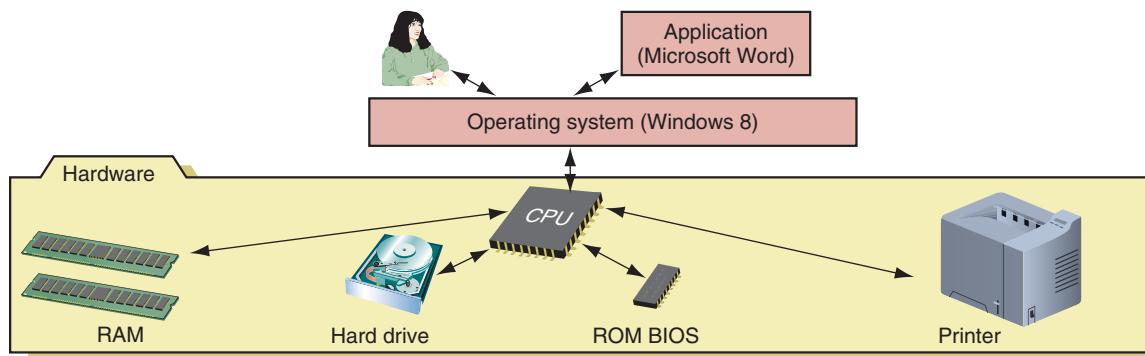 Application
(Microsoft Word)
Operating system (Windows 8)
Hardware
CPU
RAM
Hard drive
ROM BIOS
Printer